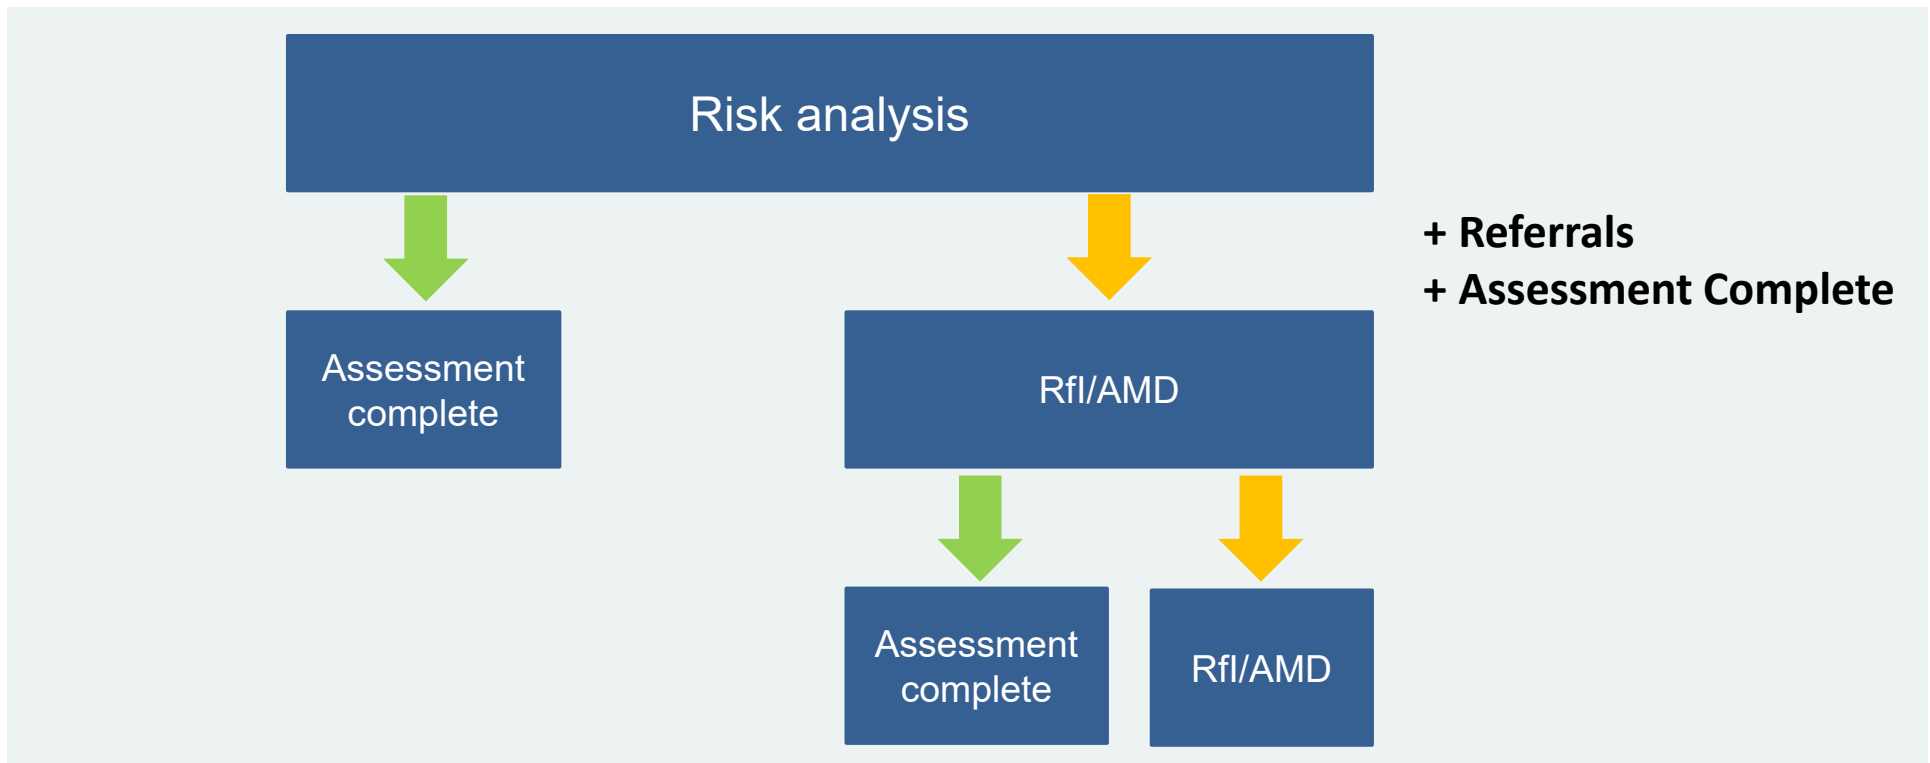 Risk analysis
+ Referrals
+ Assessment Complete
Assessment
complete
RfI/AMD
Assessment
complete
RfI/AMD